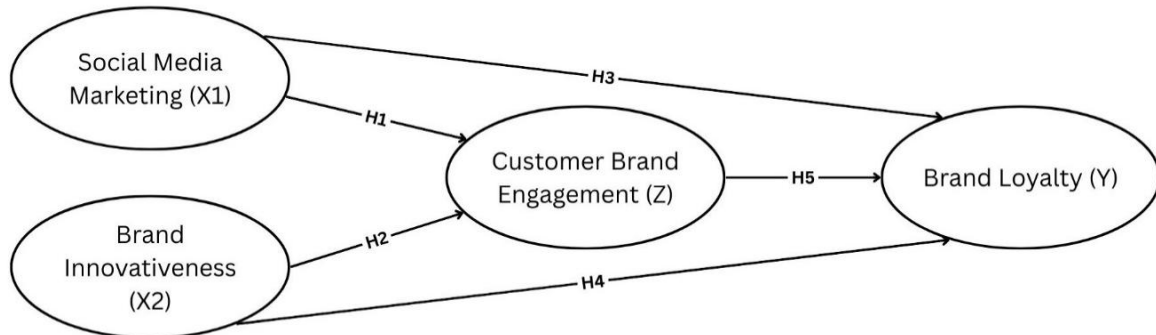 Social Media
Marketing (X1)
H3
H1
Customer Brand
Engagement (Z)
H5
Brand Loyalty (Y)
Brand
Innovativeness
(X2)
H2
H4